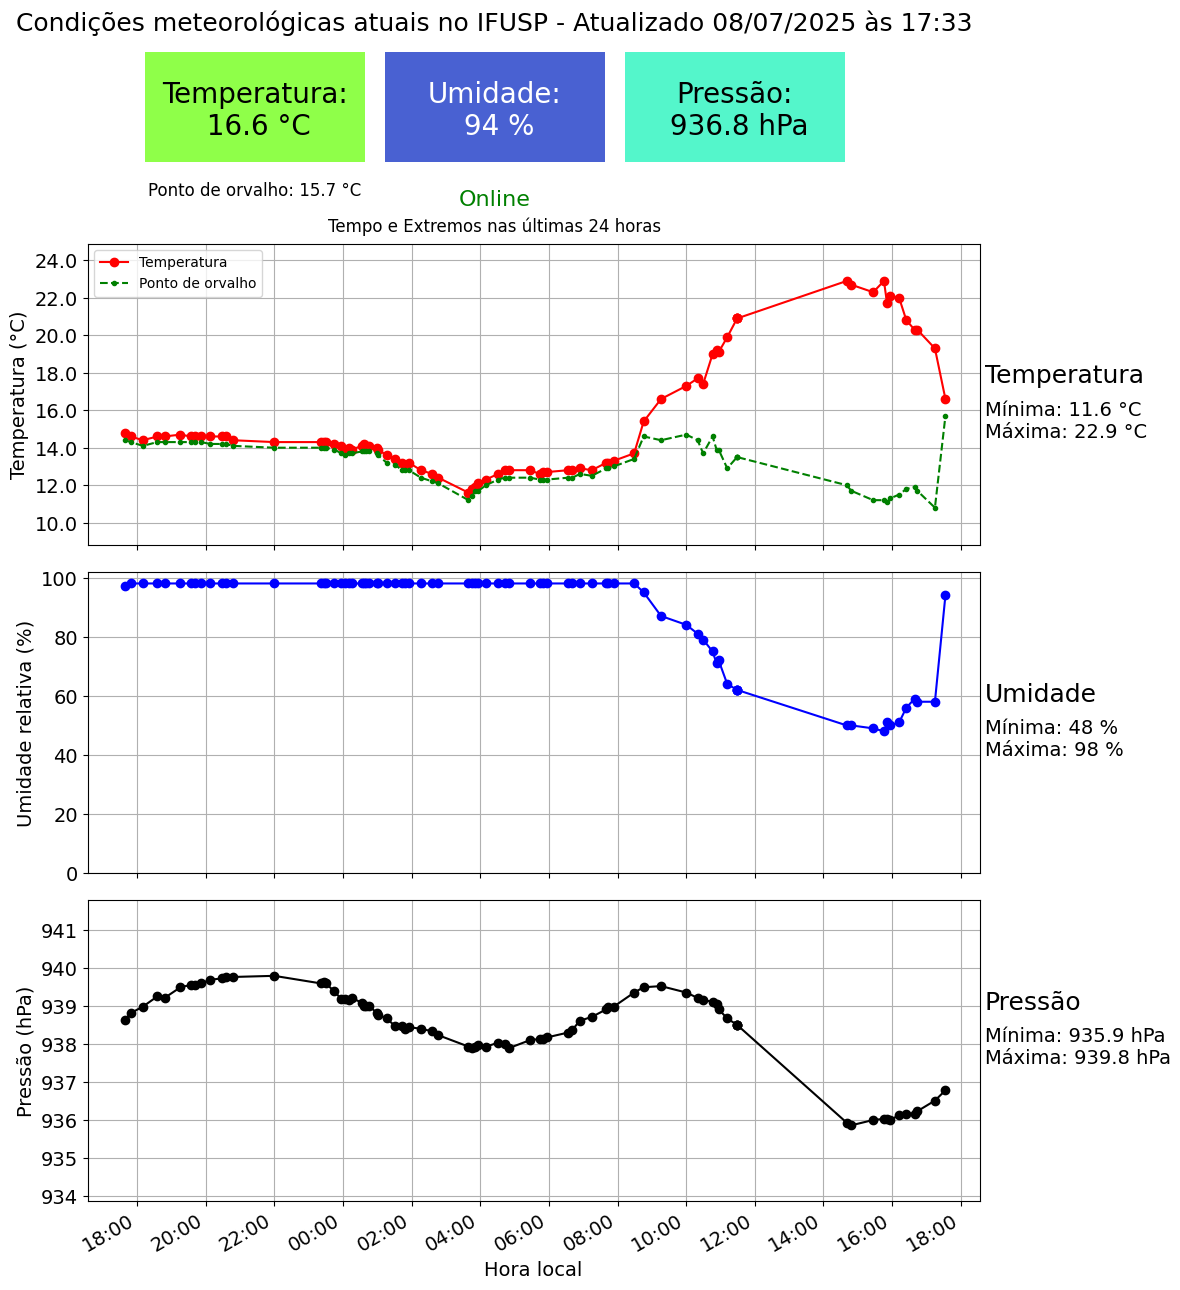 Condições meteorológicas atuais no IFUSP - Atualizado 08/07/2025 às 17:33
Temperatura:
16.6 °C
Umidade:
94 %
Pressão:
936.8 hPa
Ponto de orvalho: 15.7 °C
Online
Tempo e Extremos nas últimas 24 horas
Temperatura
Ponto de orvalho
Temperatura (°C)
24.0
22.0
20.0
18.0
16.0
14.0
12.0
10.0
Temperatura
Mínima: 11.6 °C
Máxima: 22.9 °C
Umidade relativa (%)
100
80
60
40
20
0
Umidade
Mínima: 48 %
Máxima: 98 %
Pressão (hPa)
941
940
939
938
937
936
935
934
Pressão
Mínima: 935.9 hPa
Máxima: 939.8 hPa
18:00
20:00
22:00
00:00
02:00
04:00
06:00
08:00
10:00
12:00
14:00
16:00
18:00
Hora local